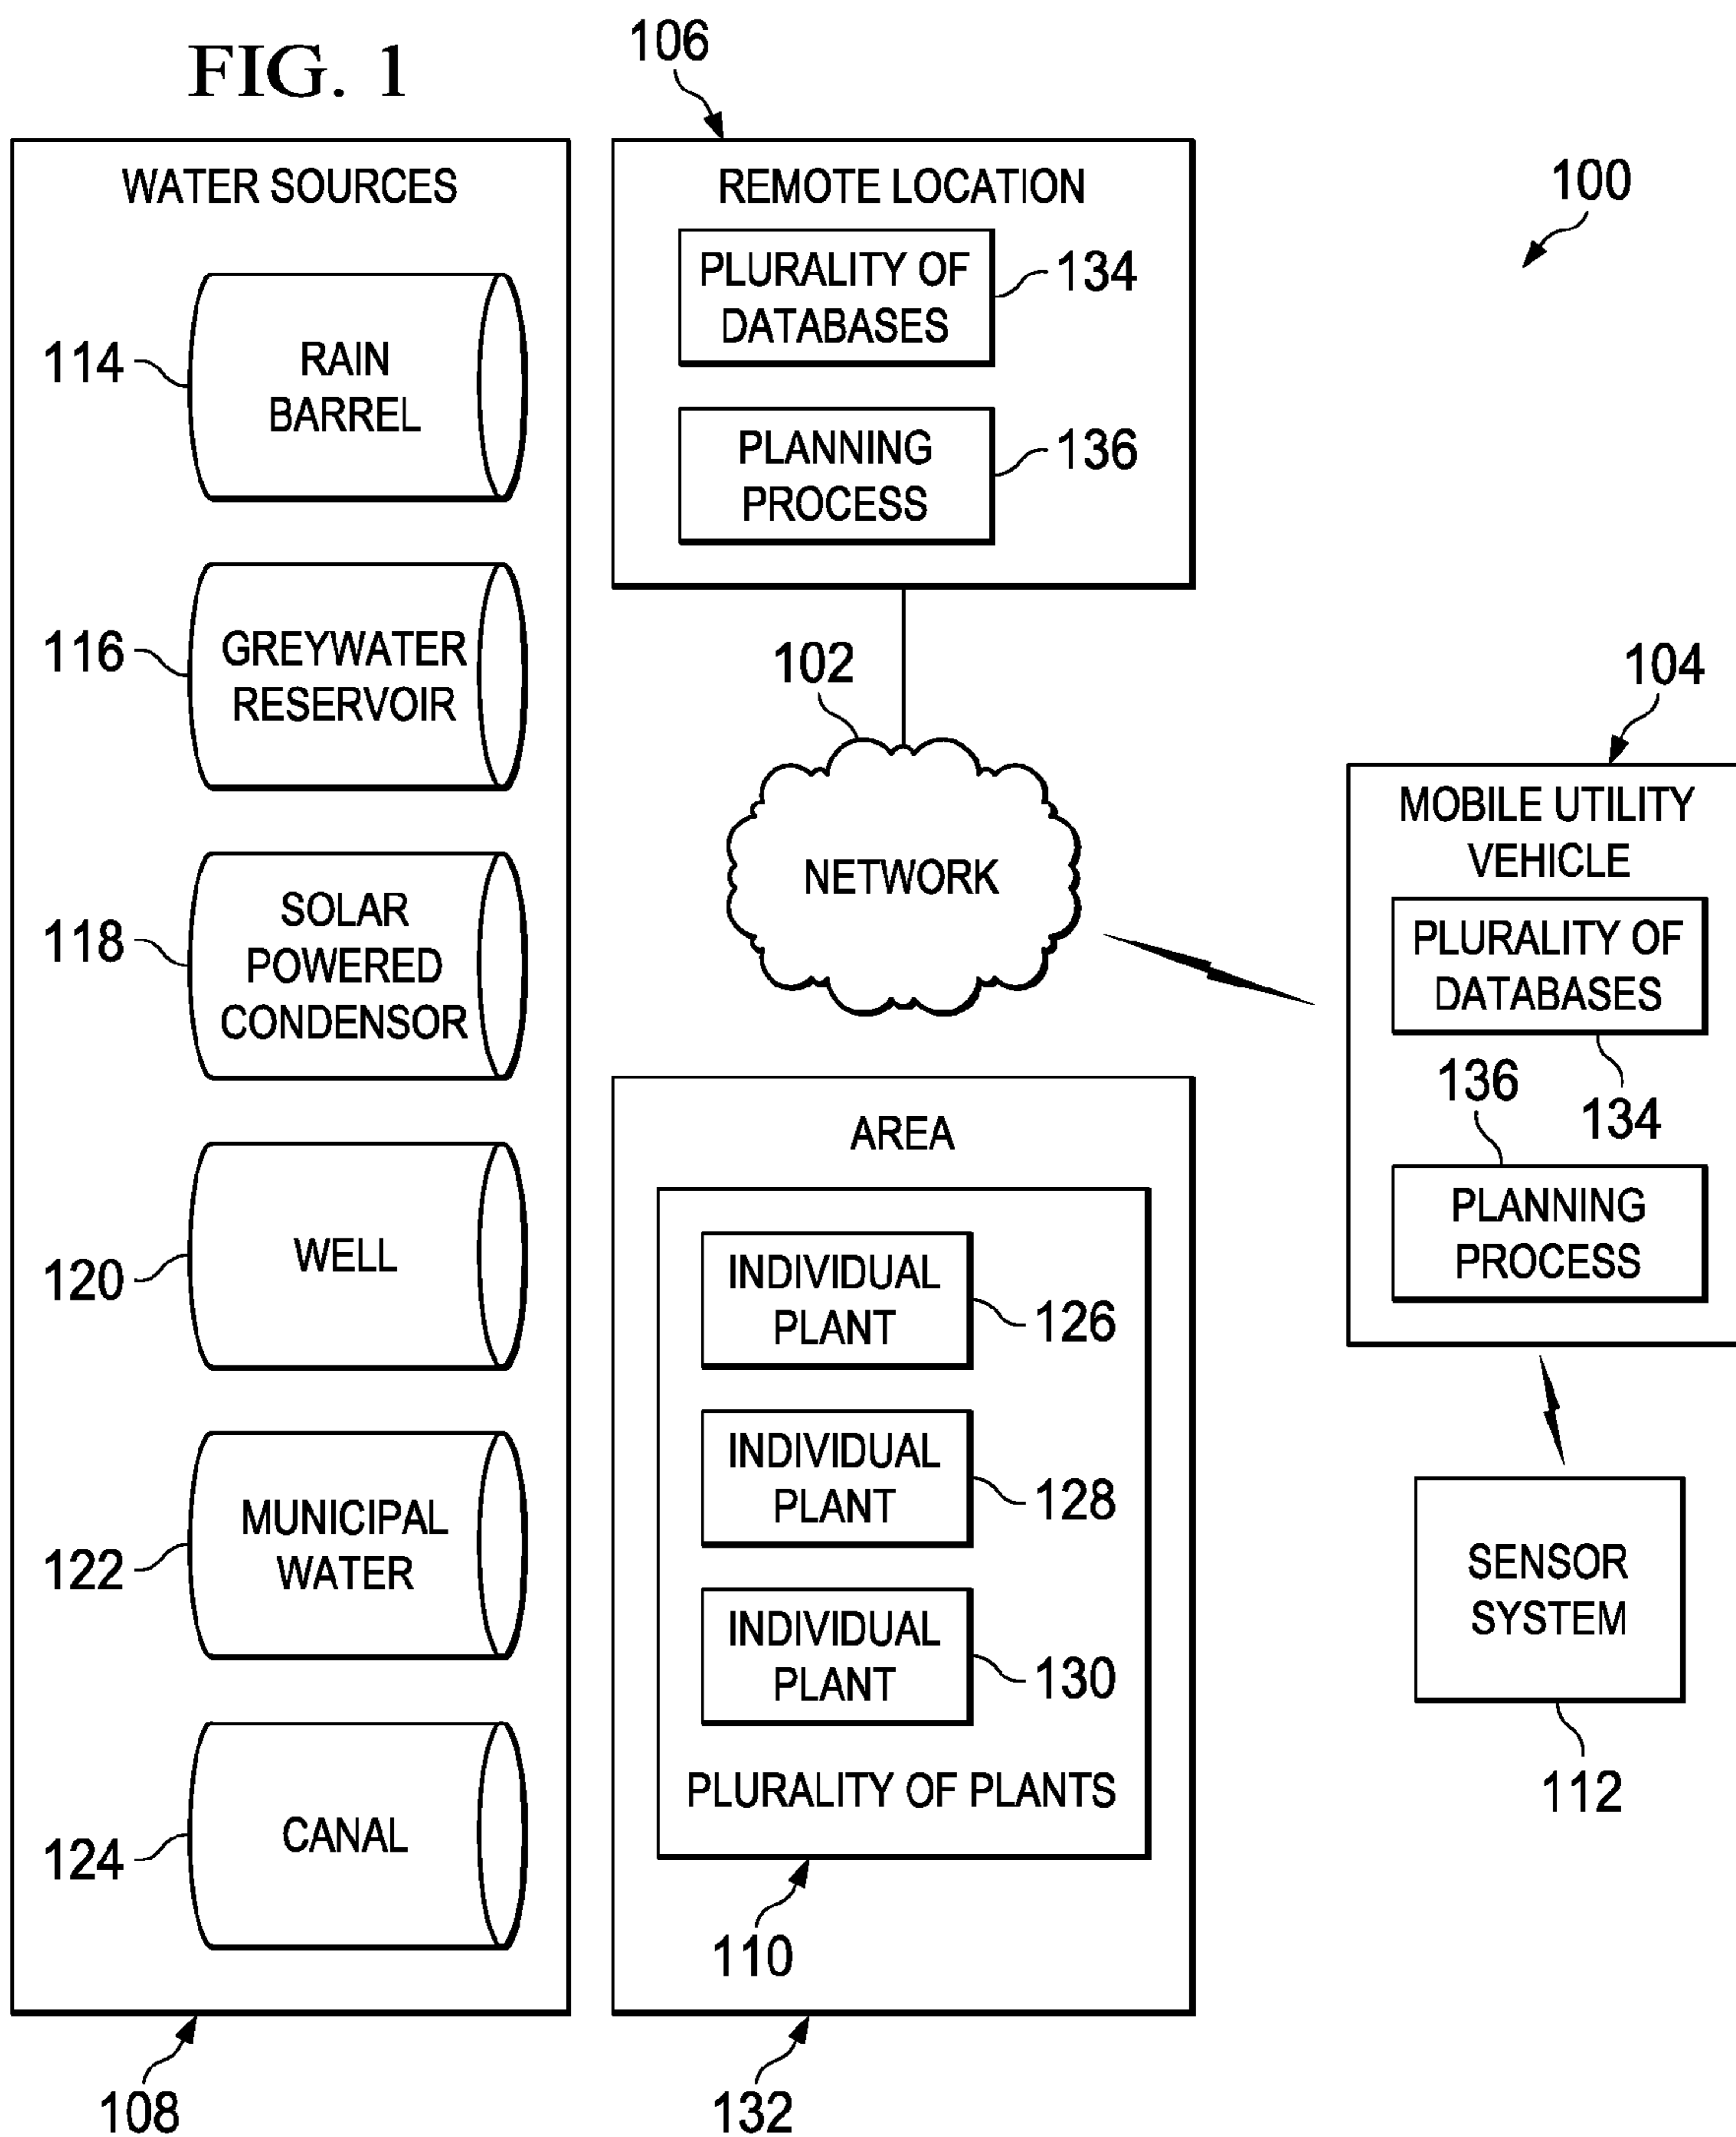 FIG. 1
WATER SOURCES
114
RAIN
BARREL
116
GREYWATER
RESERVOIR
118
SOLAR
POWERED
CONDENSOR
120
WELL
122
MUNICIPAL
WATER
124
CANAL
108
106
REMOTE LOCATION
PLURALITY OF
DATABASES
134
PLANNING
PROCESS
136
102
NETWORK
AREA
INDIVIDUAL
PLANT
126
INDIVIDUAL
PLANT
128
INDIVIDUAL
PLANT
130
PLURALITY OF PLANTS
110
132
100
104
MOBILE UTILITY
VEHICLE
PLURALITY OF
DATABASES
134
136
PLANNING
PROCESS
SENSOR
SYSTEM
112